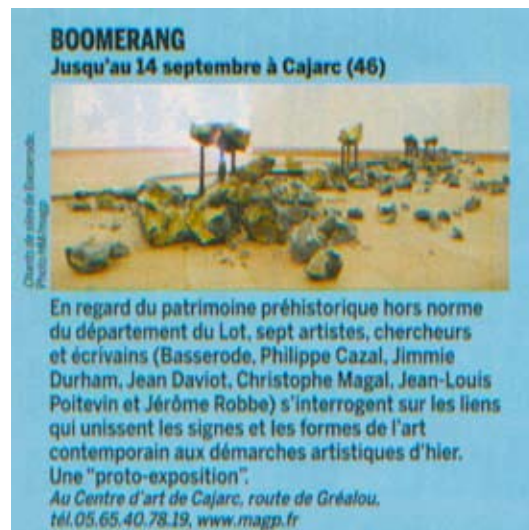 BOOMERANG
Jusqu'au 14 septembre à Cajarc (46)
En regard du patrimoine préhistorique hors norme
du département du Lot, sept artistes, chercheurs
et écrivains (Basserode, Philippe Cazal, Jimmie
Durham, Jean Daviot, Christophe Magal, Jean-Louis
Poitevin et Jérôme Robbe) s'interrogent sur les liens
qui unissent les signes et les formes de l'art
contemporain aux démarches artistiques d'hier.
Une "proto-exposition".
Au Centre d'art de Cajarc, route de Gréalou,
tél.05.65.40.78.19, www.magp.fr